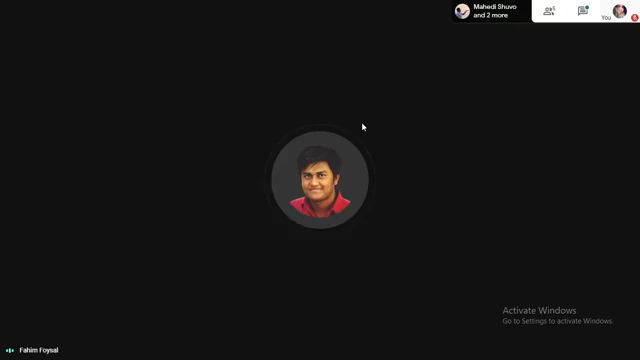 Mahedi Shuvo
and 2 more
You
Activate Windows
Go to Settings to activate Windows.
Fahim Foysal